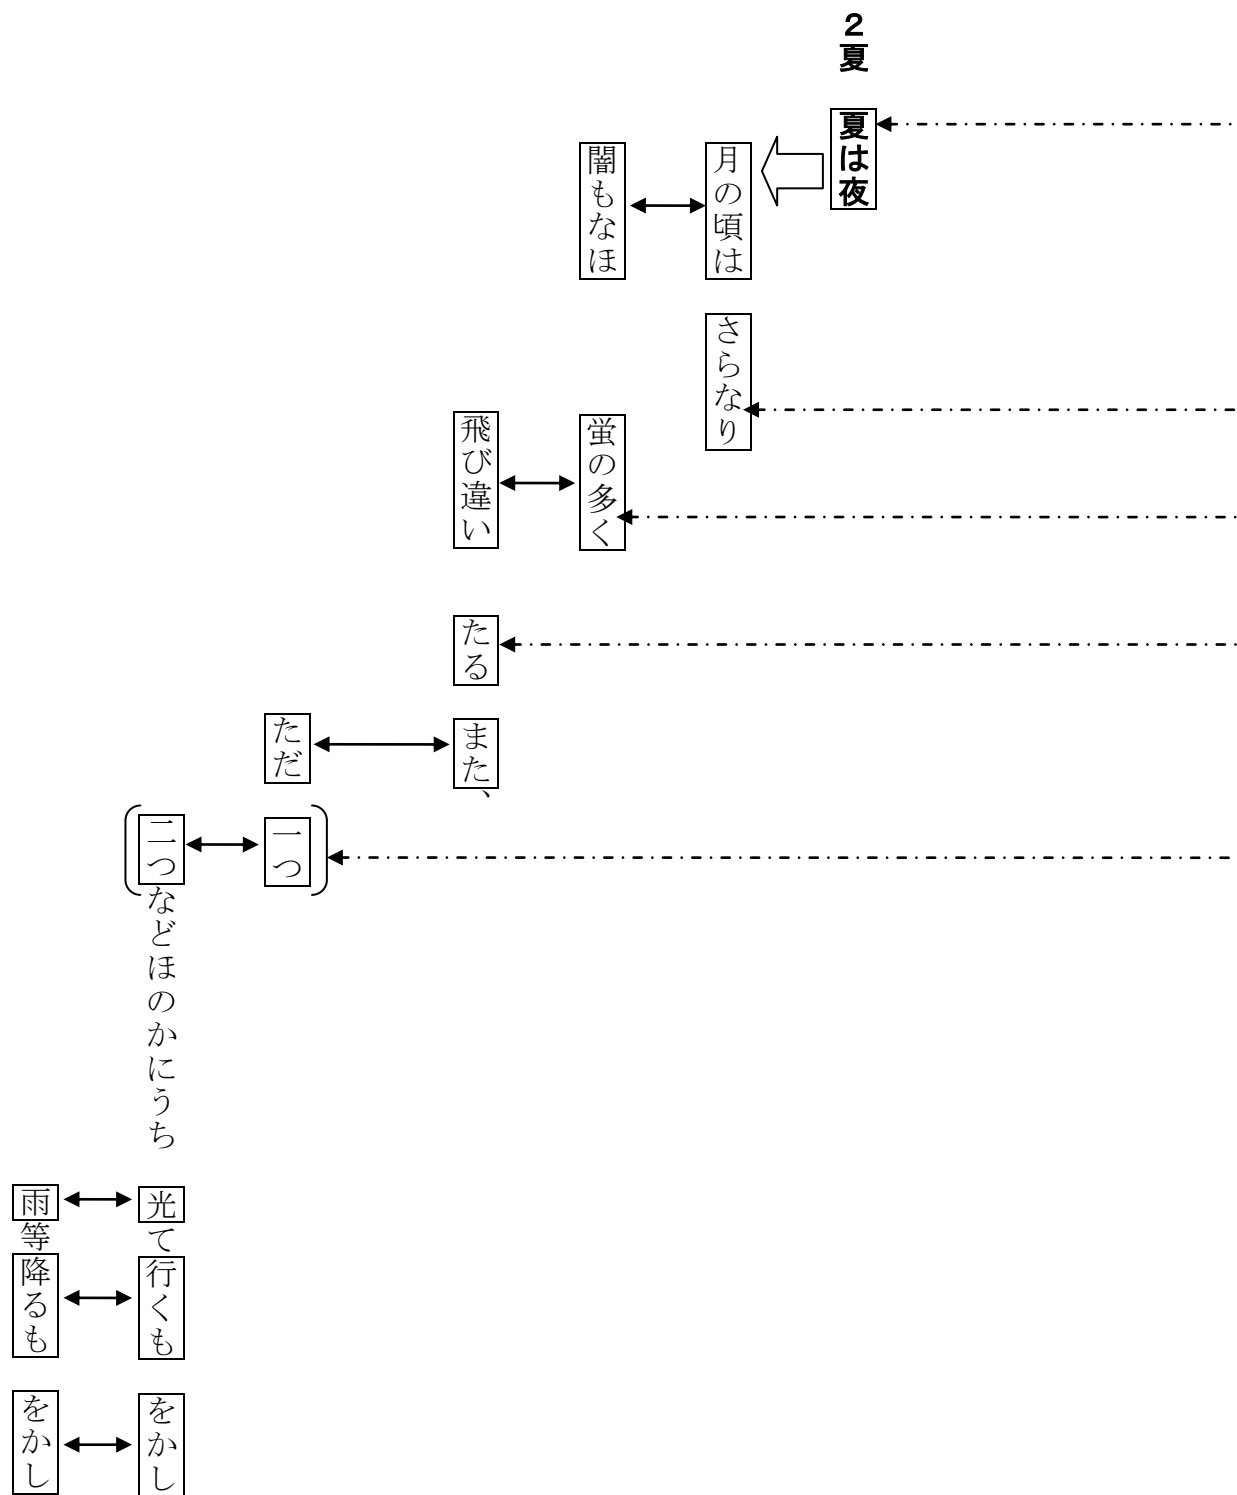 ２夏　夏は夜
月の頃は　さらなり
闇もなほ　蛍の多く
飛び違い　たる　また、
ただ　一つ
二つなどほのかにうち　光て行くも　をかし
雨等降るも　をかし